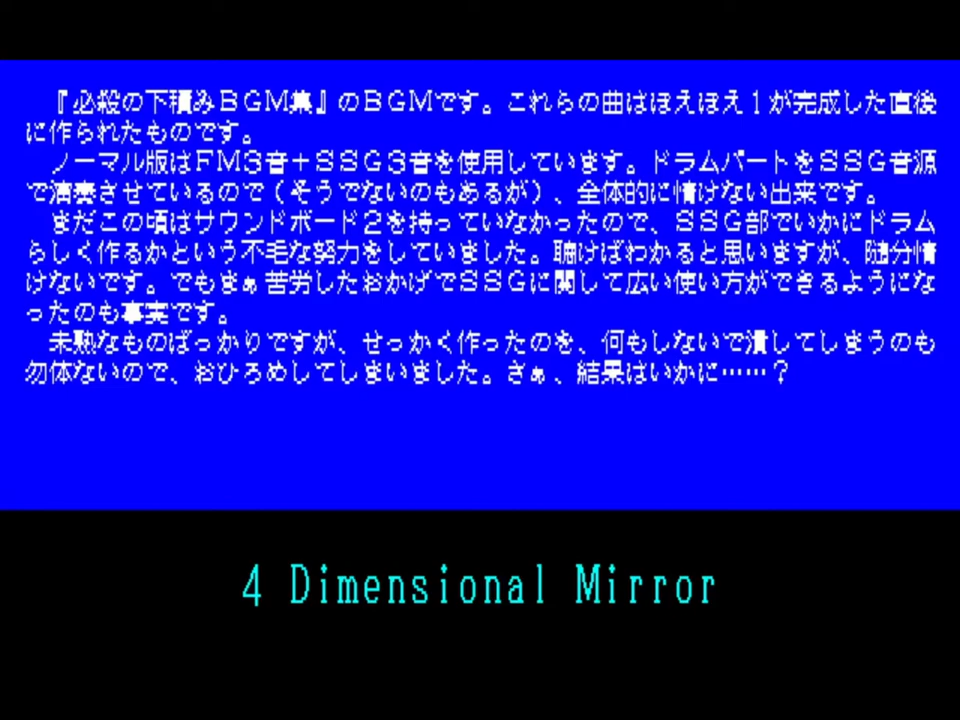 『必殺の下積みＢＧＭ集』のＢＧＭです。これらの曲はほえほえ１が完成した直後
に作られたものです。
ノーマル版はＦＭ３音＋ＳＳＧ３音を使用しています。ドラムパートをＳＳＧ音源
で演奏させているので（そうでないのもあるが）、全体的に情けない出来です。
まだこの頃はサウンドボード２を持っていなかったので、ＳＳＧ部でいかにドラム
らしく作るかという不毛な努力をしていました。聴けばわかると思いますが、随分情
けないです。でもまぁ苦労したおかげでＳＳＧに関して広い使い方ができるようにな
ったのも事実です。
未熟なものばっかりですが、せっかく作ったのを、何もしないで潰してしまうのも
勿体ないので、おひろめしてしまいました。さぁ、結果はいかに……？
4 Dimensional Mirror